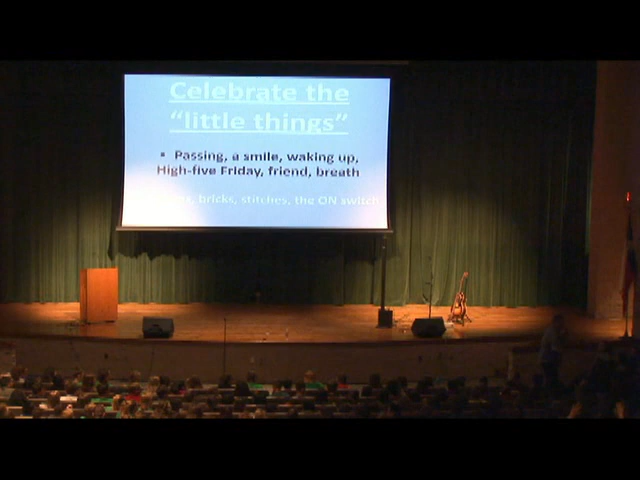 Celebrate the
“little things”
▪ Passing, a smile, waking up,
High-five Friday, friend, breath
bricks, stitches, the ON switch